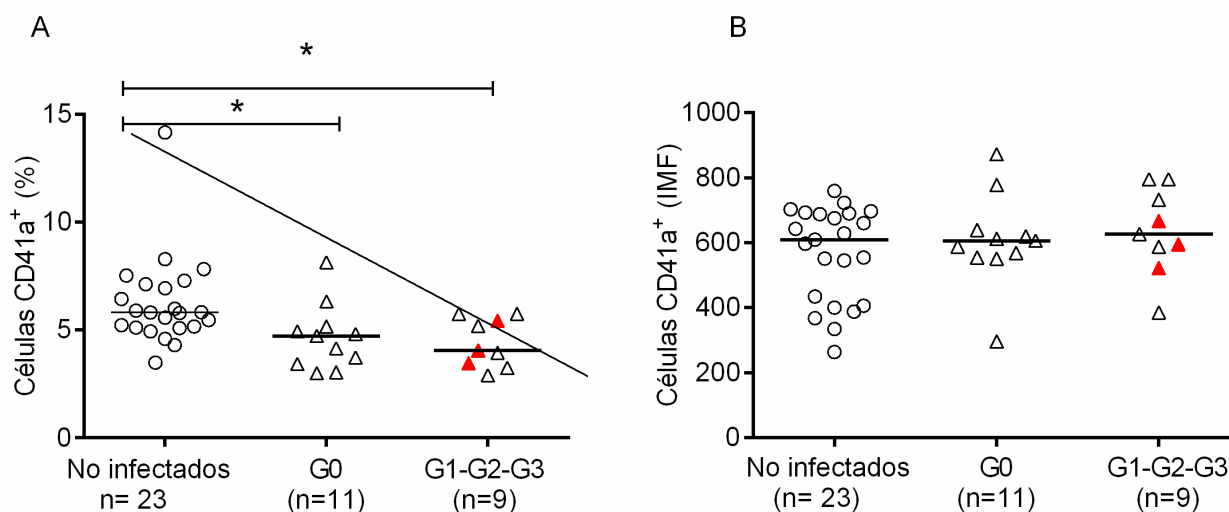 A
*
*
Células CD41a+ (%)
15
10
5
0
No infectados
n= 23
G0
(n=11)
G1-G2-G3
(n=9)
B
Células CD41a+ (IMF)
1000
800
600
400
200
0
No infectados
(n= 23)
G0
(n=11)
G1-G2-G3
(n=9)